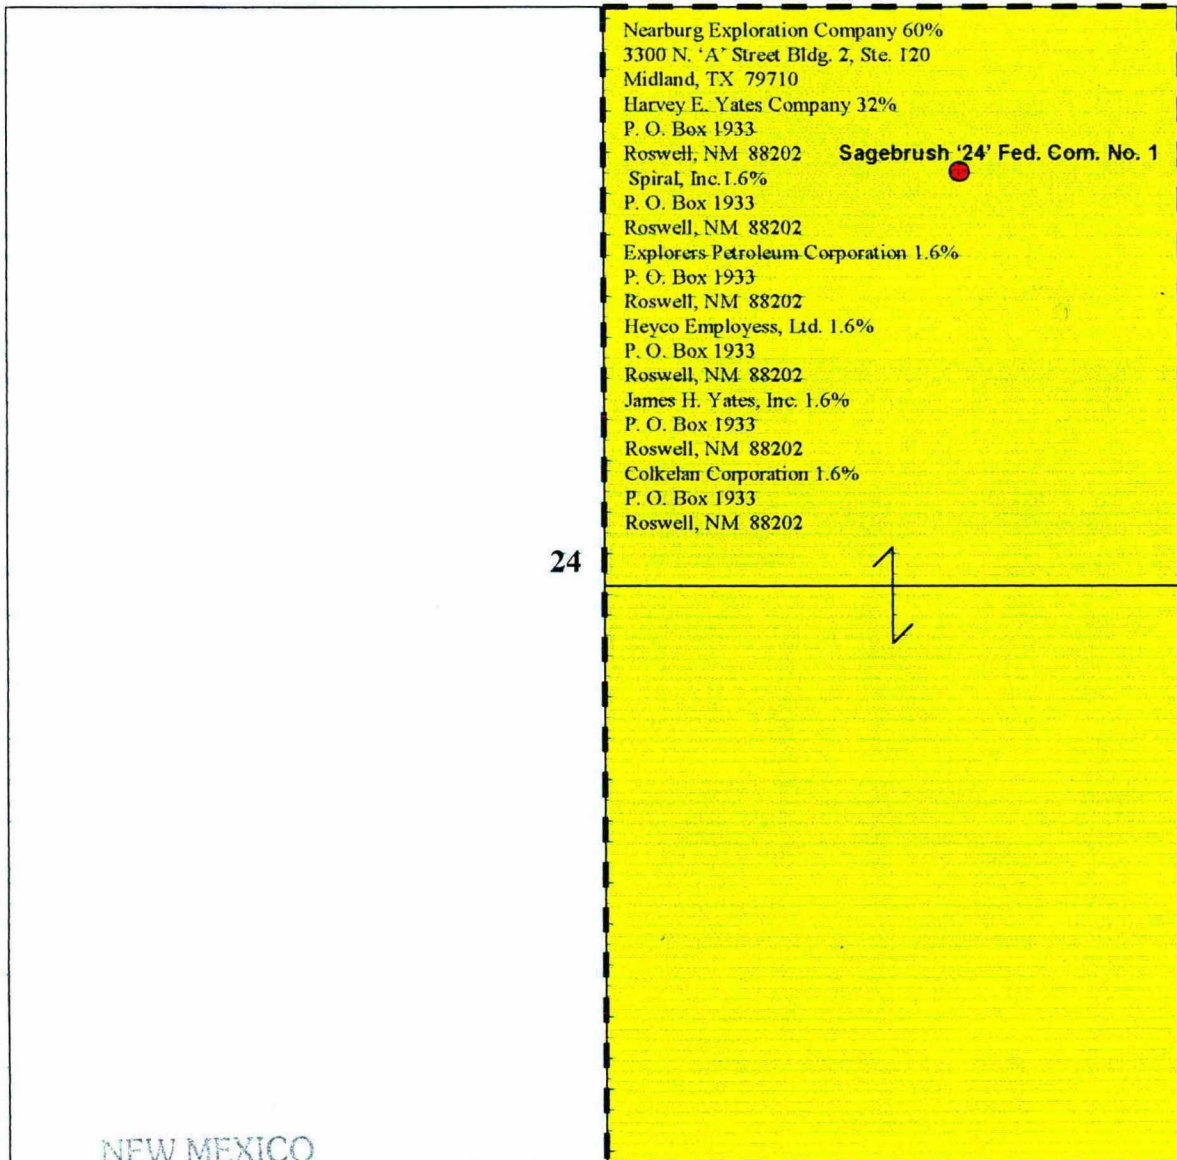 Nearburg Exploration Company 60%
3300 N. 'A' Street Bldg. 2, Ste. 120
Midland, TX 79710
Harvey E. Yates Company 32%
P. O. Box 1933
Roswell, NM 88202
Sagebrush '24' Fed. Com. No. 1
Spiral, Inc.1.6%
P. O. Box 1933
Roswell, NM 88202
Explorers Petroleum Corporation 1.6%
P. O. Box 1933
Roswell, NM 88202
Heyco Employess, Ltd. 1.6%
P. O. Box 1933
Roswell, NM 88202
James H. Yates, Inc. 1.6%
P. O. Box 1933
Roswell, NM 88202
Colkelan Corporation 1.6%
P. O. Box 1933
Roswell, NM 88202
24
NEW MEXICO